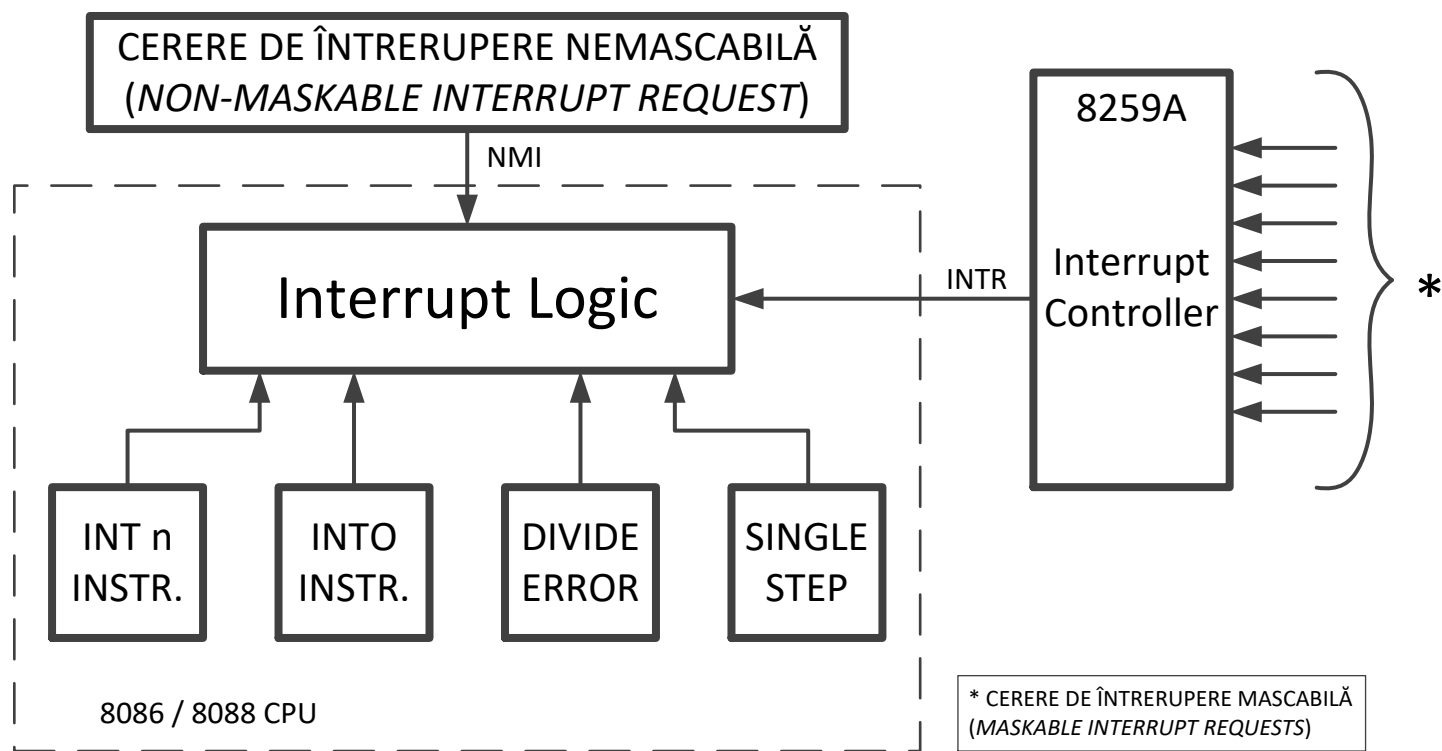 CERERE DE ÎNTRERUPERE NEMASCABILĂ
(NON-MASKABLE INTERRUPT REQUEST)
NMI
8259A
Interrupt Logic
INTR
Interrupt
Controller
*
INT n
INSTR.
INTO
INSTR.
DIVIDE
ERROR
SINGLE
STEP
8086 / 8088 CPU
* CERERE DE ÎNTRERUPERE MASCABILĂ
(MASKABLE INTERRUPT REQUESTS)